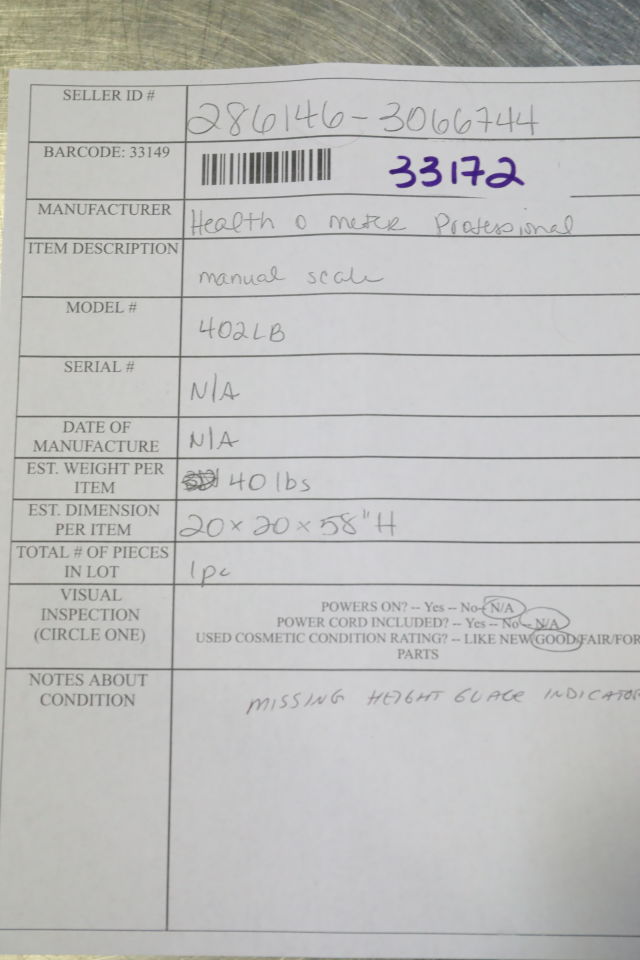 SELLER ID # 286146-3066744
BARCODE: 33149 33172
MANUFACTURER Health o meter Professional
ITEM DESCRIPTION manual scale
MODEL # 402LB
SERIAL # N/A
DATE OF
MANUFACTURE N/A
EST. WEIGHT PER
ITEM 40 lbs
EST. DIMENSION
PER ITEM 20 x 20 x 58" H
TOTAL # OF PIECES
IN LOT 1pc
VISUAL
INSPECTION
(CIRCLE ONE)
POWERS ON? -- Yes -- No -- N/A
POWER CORD INCLUDED? -- Yes -- No -- N/A
USED COSMETIC CONDITION RATING? -- LIKE NEW/GOOD/FAIR/FOR
PARTS
NOTES ABOUT
CONDITION
MISSING HEIGHT GUAGE INDICATOR